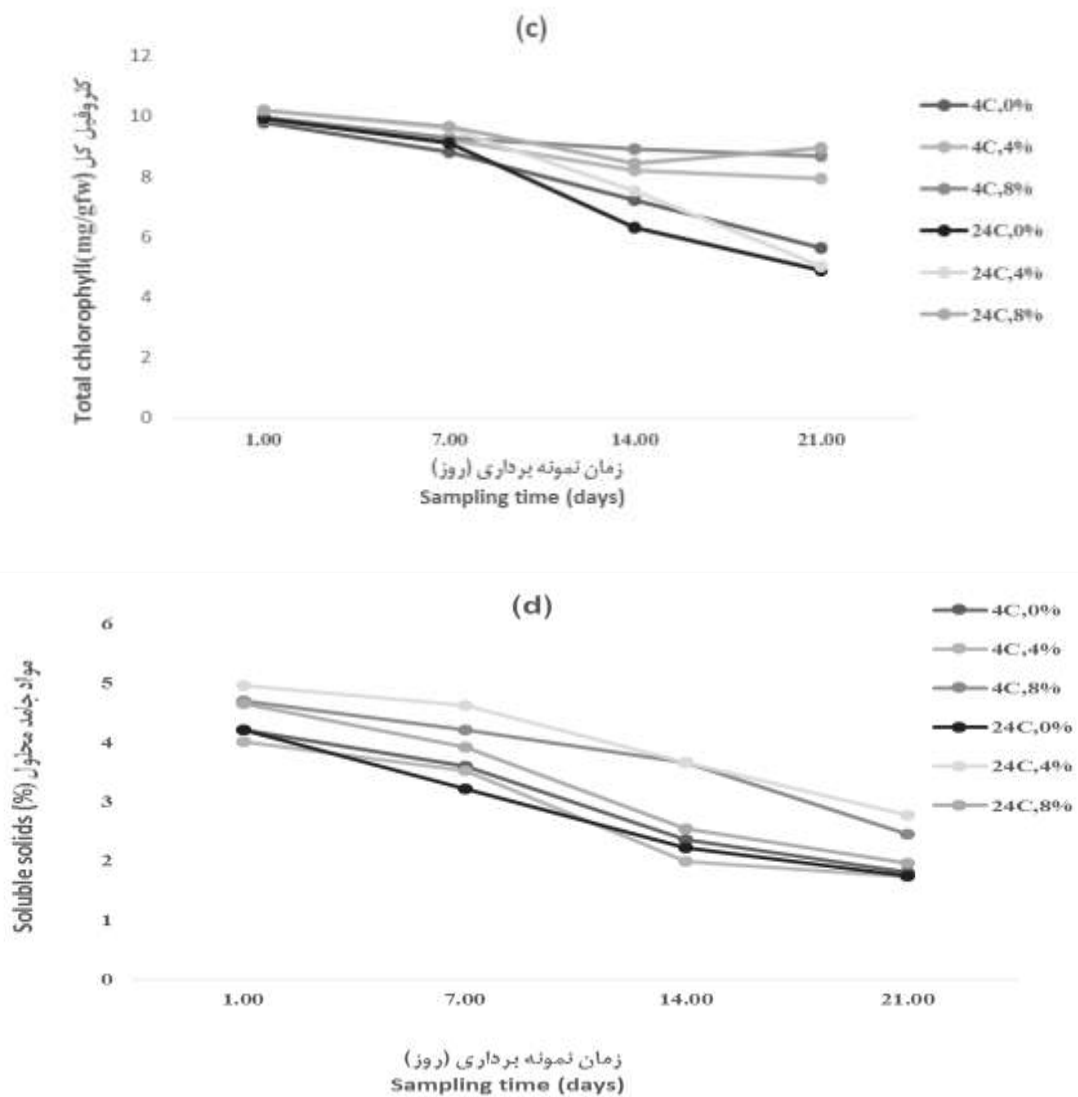 (c)
12
10
8
6
4
2
0
Total chlorophyll(mg/gfw) کلروفیل کل
1.00 7.00 14.00 21.00
زمان نمونه برداری (روز)
Sampling time (days)
4C,0%
4C,4%
4C,8%
24C,0%
24C,4%
24C,8%
(d)
6
5
4
3
2
1
0
Soluble solids (%) مواد جامد محلول
1.00 7.00 14.00 21.00
زمان نمونه برداری (روز)
Sampling time (days)
4C,0%
4C,4%
4C,8%
24C,0%
24C,4%
24C,8%